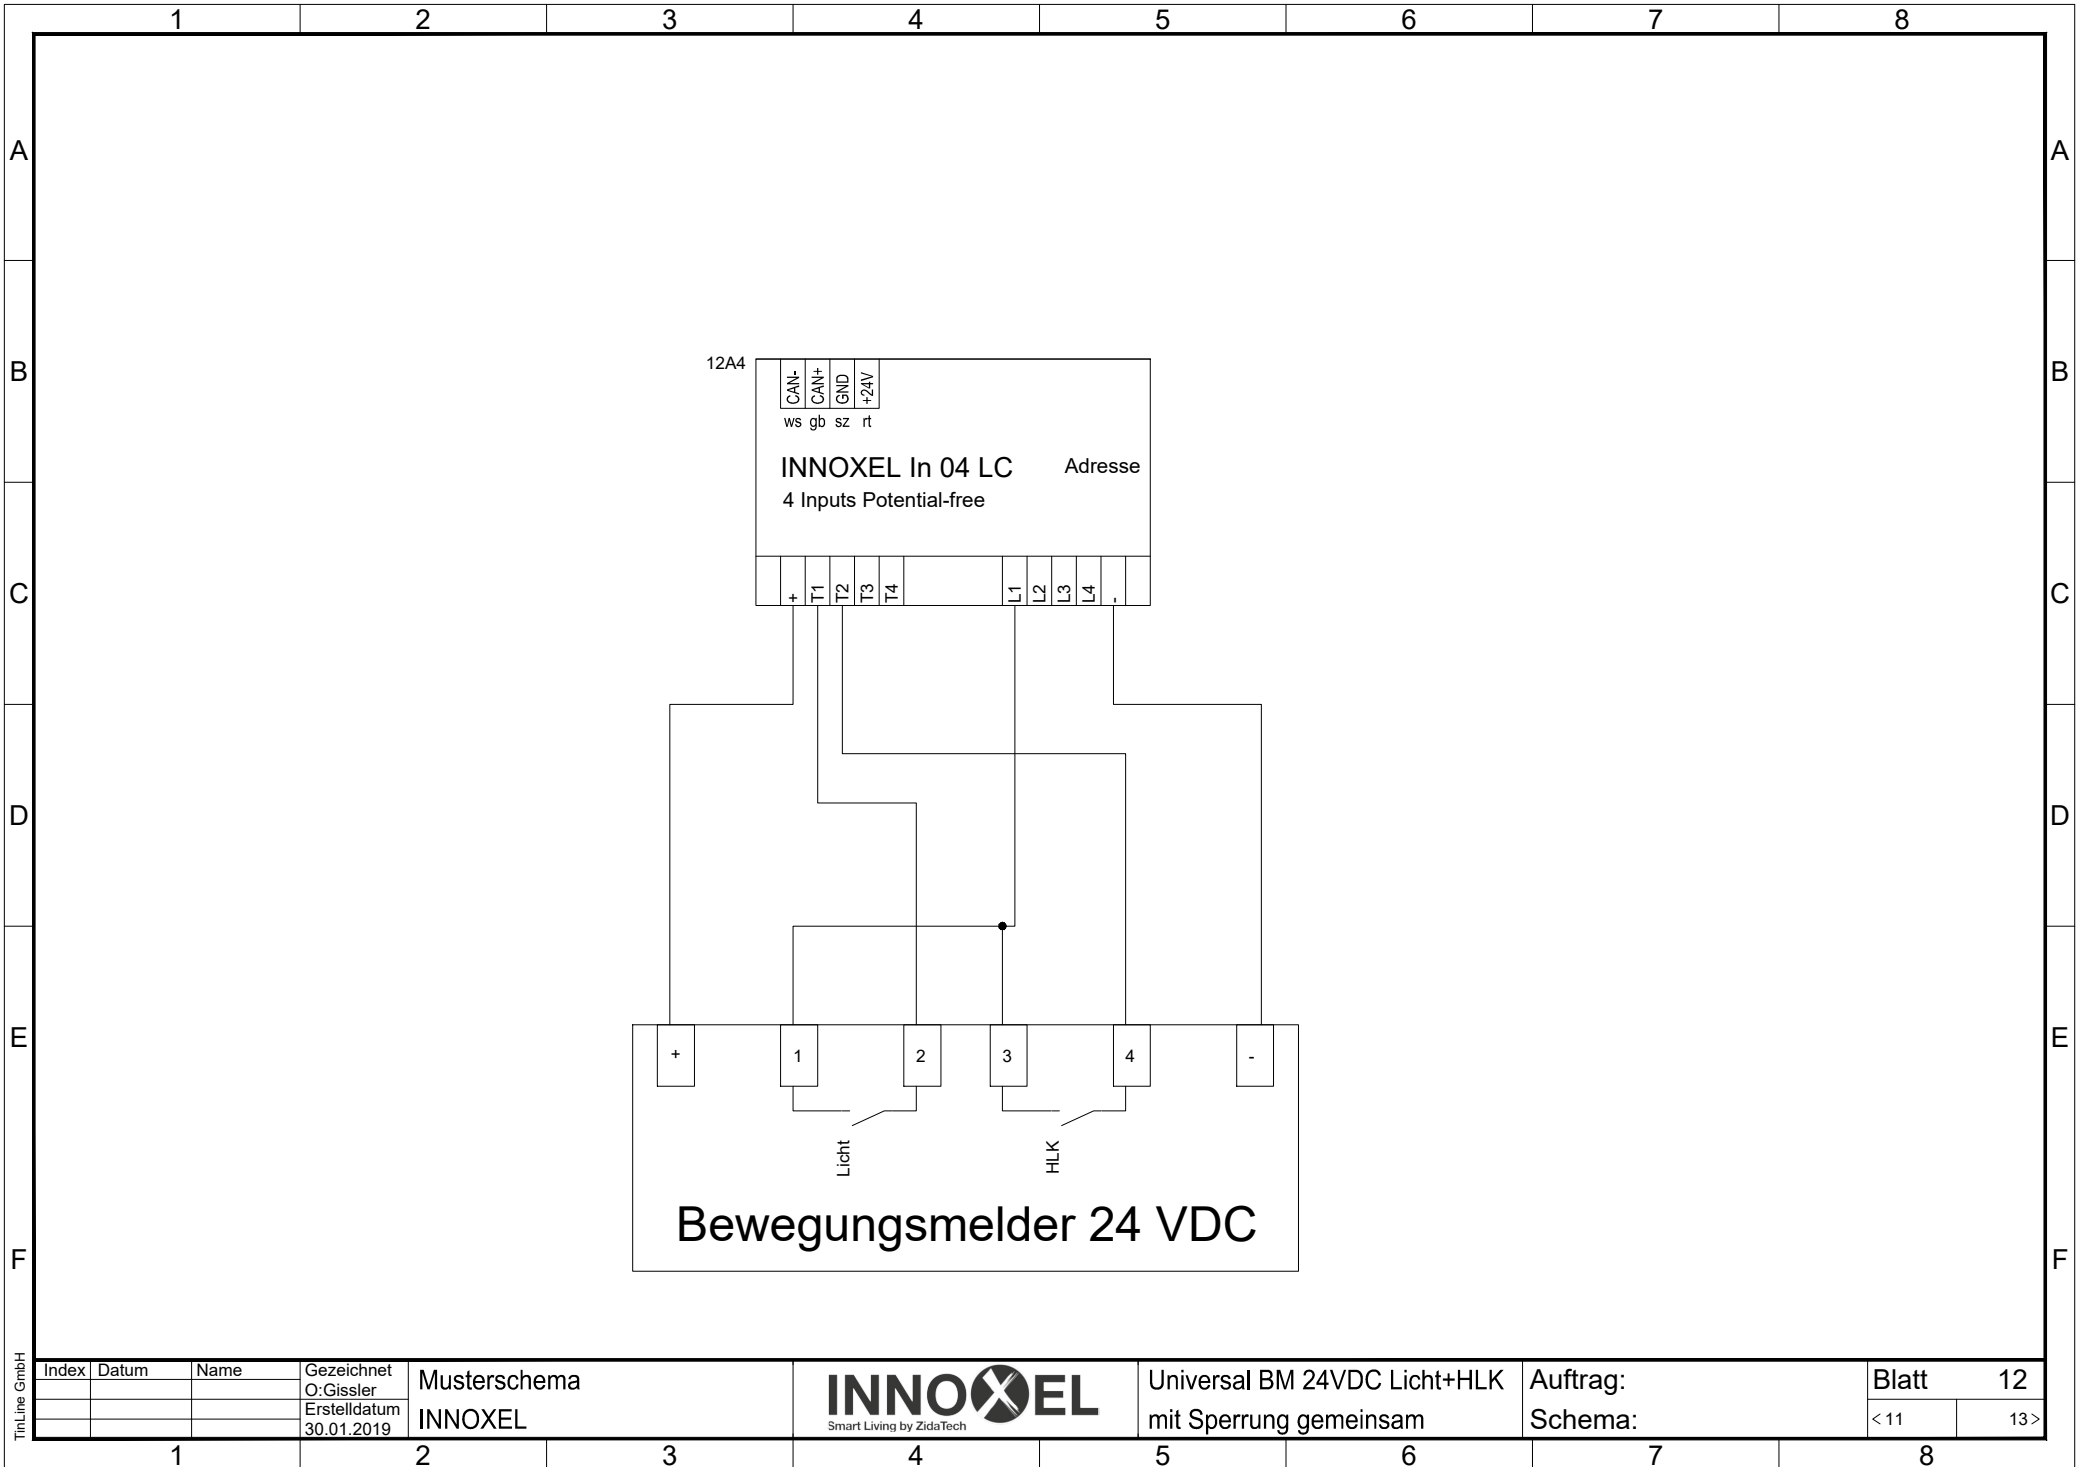 1 2 3 4 5 6 7 8
A A
B B
C C
D D
E E
F F
12A4
CAN- CAN+ GND +24V
ws gb sz rt
INNOXEL In 04 LC Adresse
4 Inputs Potential-free
+ T1 T2 T3 T4 L1 L2 L3 L4 -
+ 1 2 3 4 -
Licht HLK
Bewegungsmelder 24 VDC
TinLine GmbH
Index Datum Name
Gezeichnet
O:Gissler
Erstelldatum
30.01.2019
Musterschema
INNOXEL
INNOXEL
Smart Living by ZidaTech
Universal BM 24VDC Licht+HLK
mit Sperrung gemeinsam
Auftrag:
Schema:
Blatt 12
<11 13>
1 2 3 4 5 6 7 8